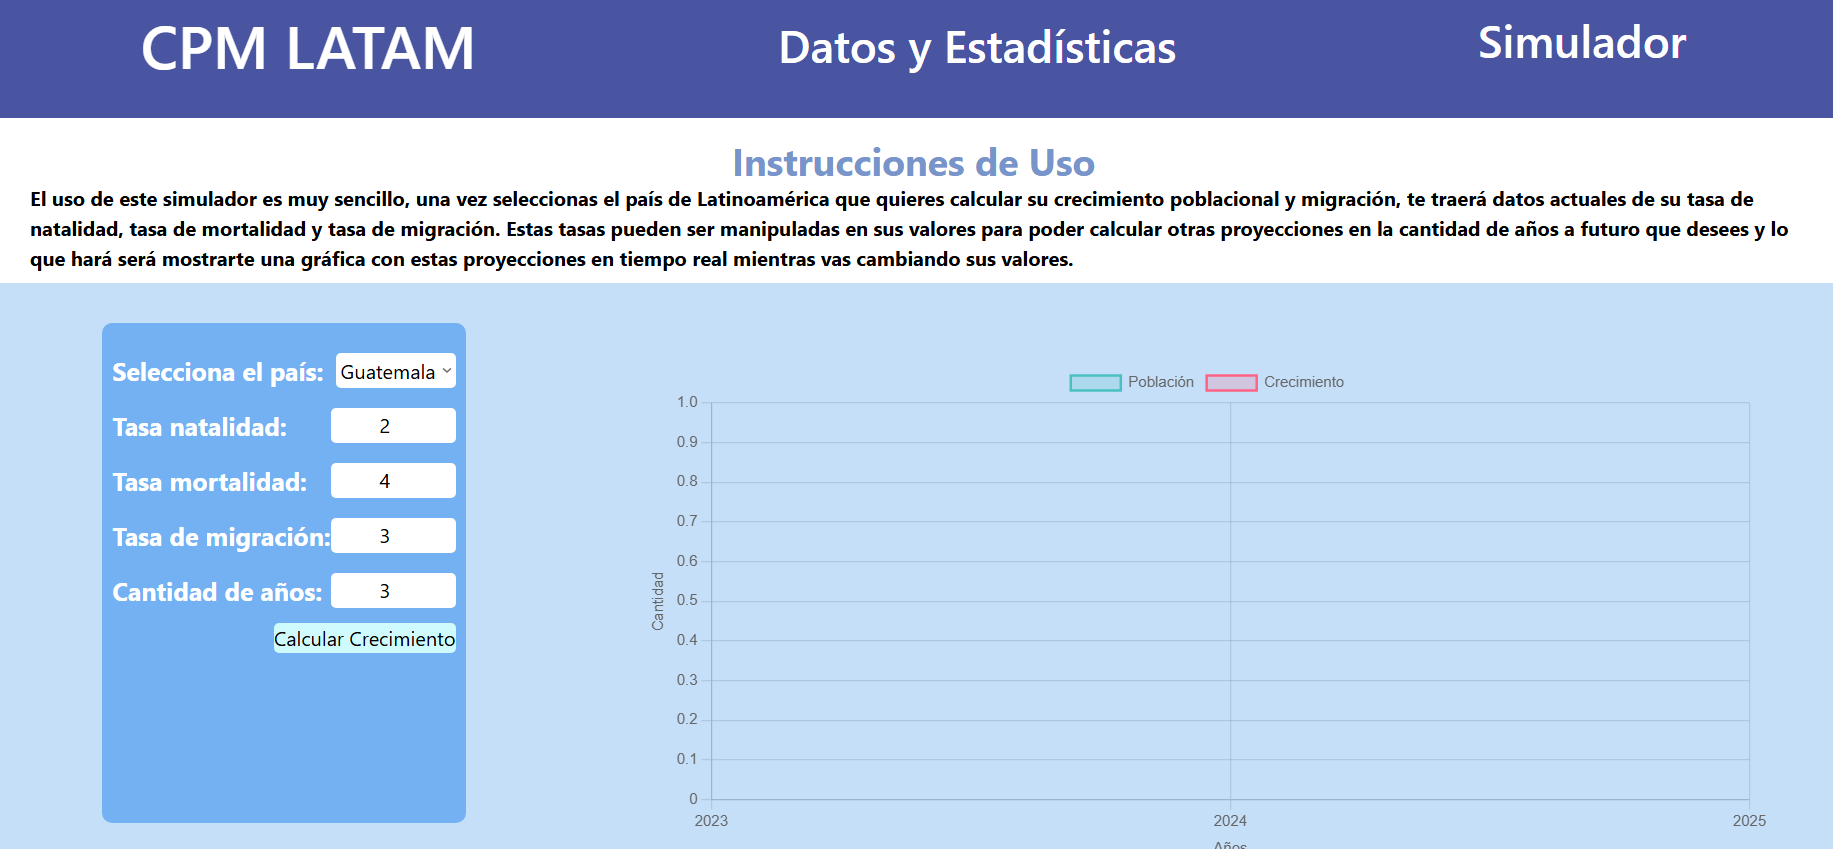 CPM LATAM
Datos y Estadísticas
Simulador
Instrucciones de Uso
El uso de este simulador es muy sencillo, una vez seleccionas el país de Latinoamérica que quieres calcular su crecimiento poblacional y migración, te traerá datos actuales de su tasa de
natalidad, tasa de mortalidad y tasa de migración. Estas tasas pueden ser manipuladas en sus valores para poder calcular otras proyecciones en la cantidad de años a futuro que desees y lo
que hará será mostrarte una gráfica con estas proyecciones en tiempo real mientras vas cambiando sus valores.
Selecciona el país: Guatemala
Tasa natalidad: 2
Tasa mortalidad: 4
Tasa de migración: 3
Cantidad de años: 3
Calcular Crecimiento
Población Crecimiento
1.0
0.9
0.8
0.7
0.6
0.5
0.4
0.3
0.2
0.1
0
Cantidad
2023 2024 2025
Años